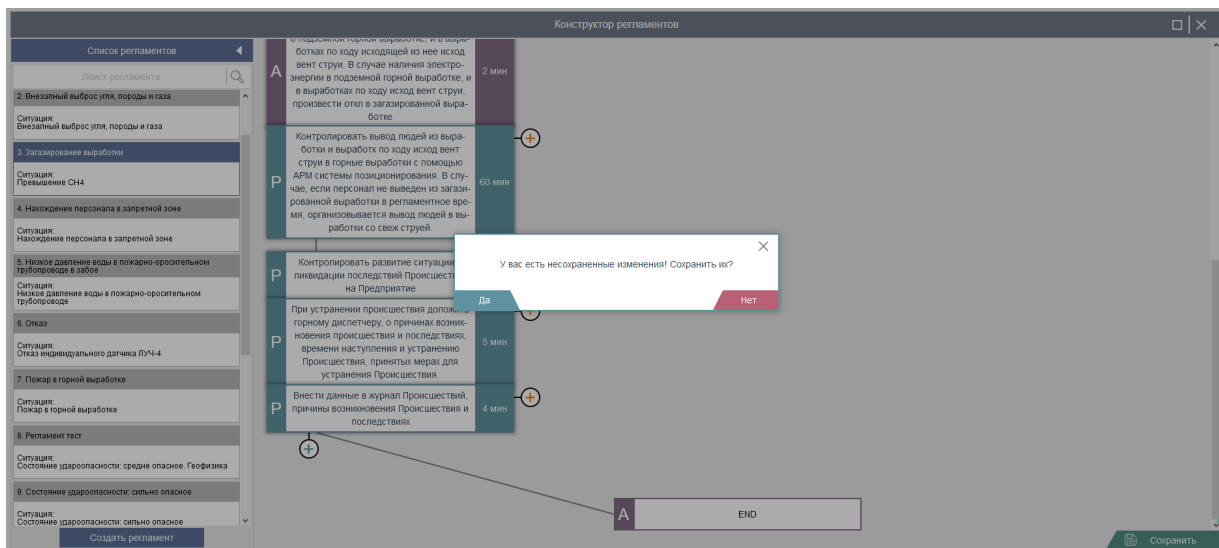 Конструктор регламентов
Список регламентов
Поиск регламента
2. Внезапный выброс угля, породы и газа
Ситуация:
Внезапный выброс угля, породы и газа
3. Загазирование выработки
Ситуация:
Превышение CH4
4. Нахождение персонала в запретной зоне
Ситуация:
Нахождение персонала в запретной зоне
5. Низкое давление воды в пожарно-оросительном
трубопроводе в забое
Ситуация:
Низкое давление воды в пожарно-оросительном
трубопроводе
6. Отказ
Ситуация:
Отказ индивидуального датчика ЛУЧ-4
7. Пожар в горной выработке
Ситуация:
Пожар в горной выработке
8. Регламент тест
Ситуация:
Состояние удароопасности: средне опасное. Геофизика
9. Состояние удароопасности: сильно опасное
Ситуация:
Состояние удароопасности: сильно опасное
Создать регламент
A
в подземной горной выработке, и в выра-
ботках по ходу исходящей из нее исход
вент струи. В случае наличия электро-
энергии в подземной горной выработке, и
в выработках по ходу исход вент струи,
произвести откл в загазированной выра-
ботке
2 мин
P
Контролировать вывод людей из выра-
ботки и выработк по ходу исход вент
струи в горные выработки с помощью
АРМ системы позиционирования. В слу-
чае, если персонал не выведен из загази-
рованной выработки в регламентное вре-
мя, организовывается вывод людей в вы-
работки со свеж струей.
60 мин
P
Контролировать развитие ситуации
ликвидации последствий Происшест
на Предприятие
P
При устранении происшествия доложить
горному диспетчеру, о причинах возник-
новения происшествия и последствиях,
времени наступления и устранению
Происшествия, принятых мерах для
устранения Происшествия.
5 мин
P
Внести данные в журнал Происшествий,
причины возникновения Происшествия и
последствиях
4 мин
У вас есть несохраненные изменения! Сохранить их?
Да
Нет
A
END
Сохранить